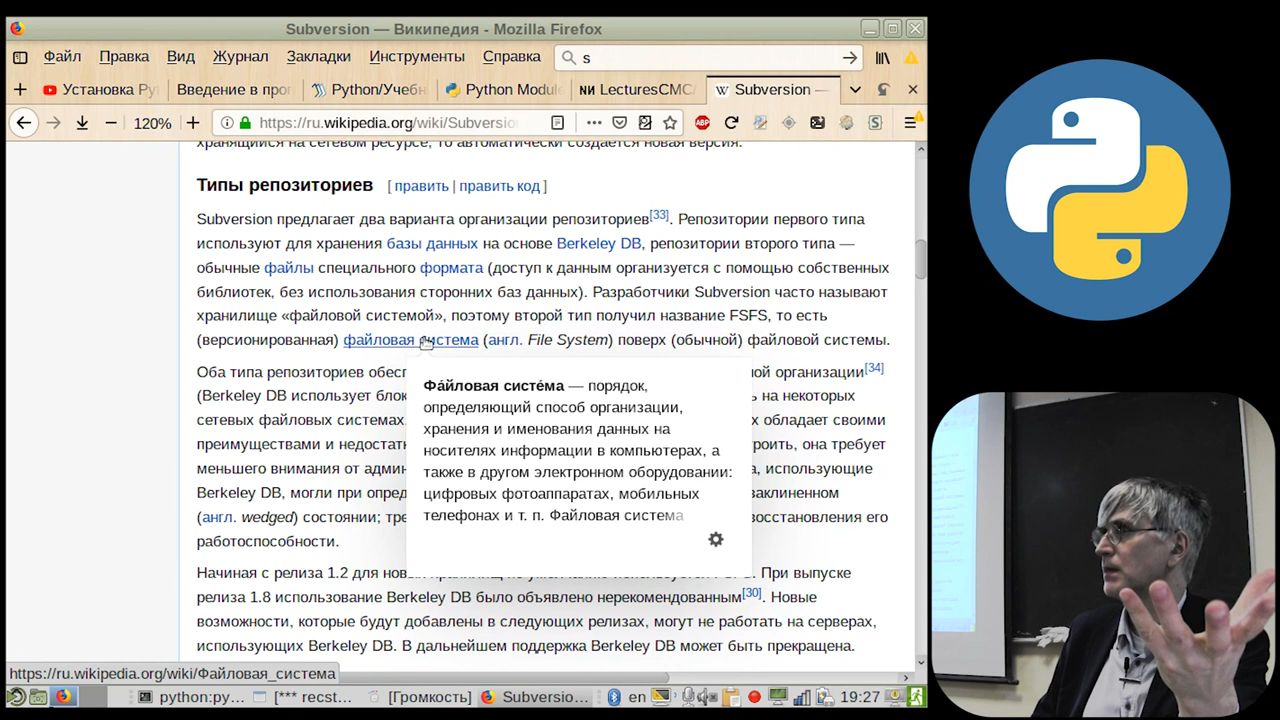 Subversion — Википедия - Mozilla Firefox
Файл Правка Вид Журнал Закладки Инструменты Справка s
Установка Py Введение в прог Python/Учебн Python Module LecturesCMC/ Subversion —
120% https://ru.wikipedia.org/wiki/Subversio ABP S
хранящийся на сетевом ресурсе, то автоматически создается новая версия.
Типы репозиториев [ править | править код ]
Subversion предлагает два варианта организации репозиториев[33]. Репозитории первого типа
используют для хранения базы данных на основе Berkeley DB, репозитории второго типа —
обычные файлы специального формата (доступ к данным организуется с помощью собственных
библиотек, без использования сторонних баз данных). Разработчики Subversion часто называют
хранилище «файловой системой», поэтому второй тип получил название FSFS, то есть
(версионированная) файловая система (англ. File System) поверх (обычной) файловой системы.
Оба типа репозиториев обесп ной организации[34]
(Berkeley DB использует блок ь на некоторых
сетевых файловых системах. х обладает своими
преимуществами и недостатк роить, она требует
меньшего внимания от админ а, использующие
Berkeley DB, могли при опред заклиненном
(англ. wedged) состоянии; тре восстановления его
работоспособности.
Фа́йловая систе́ма — порядок,
определяющий способ организации,
хранения и именования данных на
носителях информации в компьютерах, а
также в другом электронном оборудовании:
цифровых фотоаппаратах, мобильных
телефонах и т. п. Файловая система
Начиная с релиза 1.2 для нов При выпуске
релиза 1.8 использование Berkeley DB было объявлено нерекомендованным[30]. Новые
возможности, которые будут добавлены в следующих релизах, могут не работать на серверах,
использующих Berkeley DB. В дальнейшем поддержка Berkeley DB может быть прекращена.
https://ru.wikipedia.org/wiki/Файловая_система
python:py... [*** recst... [Громкость] Subversio... en 19:27